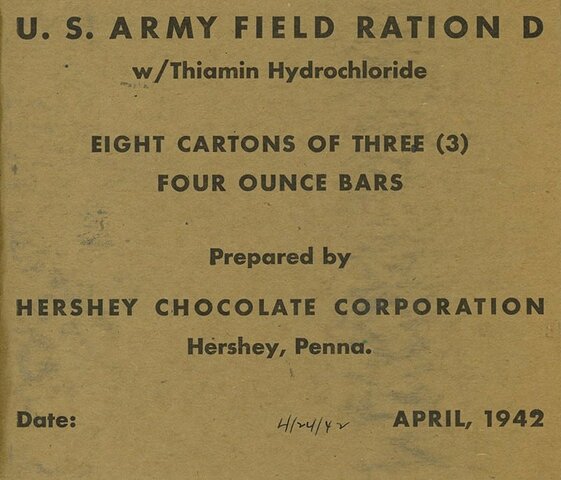 U. S. ARMY FIELD RATION D
w/Thiamin Hydrochloride
EIGHT CARTONS OF THREE (3)
FOUR OUNCE BARS
Prepared by
HERSHEY CHOCOLATE CORPORATION
Hershey, Penna.
Date: 4/24/42 APRIL, 1942